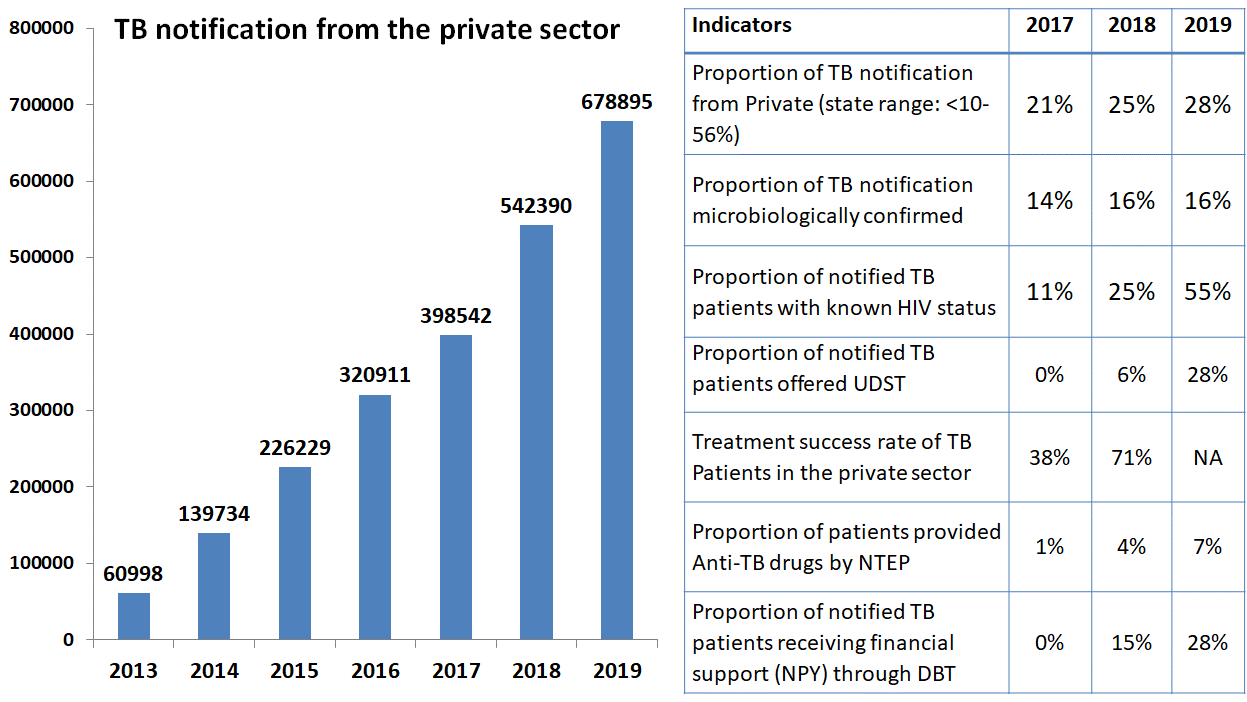 TB notification from the private sector
800000
700000
600000
500000
400000
300000
200000
100000
0
60998
139734
226229
320911
398542
542390
678895
2013 2014 2015 2016 2017 2018 2019
Indicators 2017 2018 2019
Proportion of TB notification
from Private (state range: <10-
56%)
21% 25% 28%
Proportion of TB notification
microbiologically confirmed
14% 16% 16%
Proportion of notified TB
patients with known HIV status
11% 25% 55%
Proportion of notified TB
patients offered UDST
0% 6% 28%
Treatment success rate of TB
Patients in the private sector
38% 71% NA
Proportion of patients provided
Anti-TB drugs by NTEP
1% 4% 7%
Proportion of notified TB
patients receiving financial
support (NPY) through DBT
0% 15% 28%